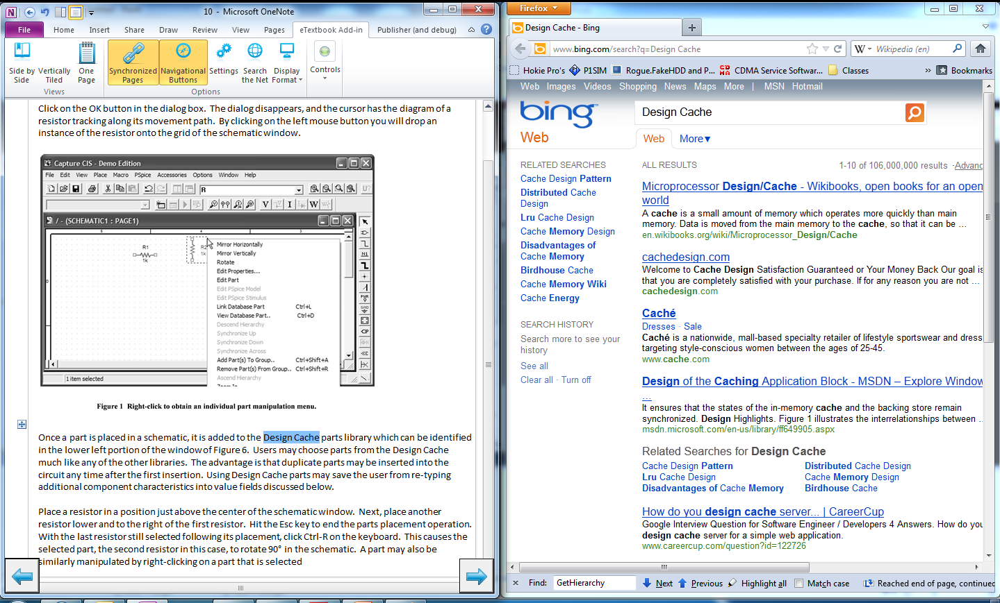 10 - Microsoft OneNote
File Home Insert Share Draw Review View Pages eTextbook Add-in Publisher (and debug)
Side by Side
Vertically Tiled
One Page
Synchronized Pages
Navigational Buttons
Settings
Search the Net
Display Format
Controls
Views
Options
Click on the OK button in the dialog box. The dialog disappears, and the cursor has the diagram of a
resistor tracking along its movement path. By clicking on the left mouse button you will drop an
instance of the resistor onto the grid of the schematic window.
Capture CIS - Demo Edition
File Edit View Place Macro PSpice Accessories Options Window Help
R
V I W
/ - (SCHEMATIC1 : PAGE1)
R1
1k
Mirror Horizontally
Mirror Vertically
Rotate
Edit Properties...
Edit Part
Edit PSpice Model
Edit PSpice Stimulus
Link Database Part Ctrl+L
View Database Part.. Ctrl+D
Descend Hierarchy
Synchronize Up
Synchronize Down
Synchronize Across
Add Part(s) To Group.. Ctrl+Shift+A
Remove Part(s) From Group.. Ctrl+Shift+R
Ascend Hierarchy
1 item selected
Figure 1 Right-click to obtain an individual part manipulation menu.
Once a part is placed in a schematic, it is added to the Design Cache parts library which can be identified
in the lower left portion of the window of Figure 6. Users may choose parts from the Design Cache
much like any of the other libraries. The advantage is that duplicate parts may be inserted into the
circuit any time after the first insertion. Using Design Cache parts may save the user from re-typing
additional component characteristics into value fields discussed below.
Place a resistor in a position just above the center of the schematic window. Next, place another
resistor lower and to the right of the first resistor. Hit the Esc key to end the parts placement operation.
With the last resistor still selected following its placement, click Ctrl-R on the keyboard. This causes the
selected part, the second resistor in this case, to rotate 90° in the schematic. A part may also be
similarly manipulated by right-clicking on a part that is selected
Firefox
Design Cache - Bing
www.bing.com/search?q=Design Cache
W Wikipedia (en)
Hokie Pro's P1SIM Rogue.FakeHDD and P... CDMA Service Softwar... Classes » Bookmarks
Web Images Videos Shopping News Maps More | MSN Hotmail
bing
Design Cache
Web
Web More
RELATED SEARCHES
Cache Design Pattern
Distributed Cache
Design
Lru Cache Design
Cache Memory Design
Disadvantages of
Cache Memory
Birdhouse Cache
Cache Memory Wiki
Cache Energy
SEARCH HISTORY
Search more to see your
history
See all
Clear all · Turn off
ALL RESULTS 1-10 of 106,000,000 results · Advanc
Microprocessor Design/Cache - Wikibooks, open books for an open
world
A cache is a small amount of memory which operates more quickly than main
memory. Data is moved from the main memory to the cache, so that it can be ...
en.wikibooks.org/wiki/Microprocessor_Design/Cache
cachedesign.com
Welcome to Cache Design Satisfaction Guaranteed or Your Money Back Our goal is
that you are completely satisfied with your purchase. If for any reason you are not ...
cachedesign.com
Caché
Dresses · Sale
Caché is a nationwide, mall-based specialty retailer of lifestyle sportswear and dress
targeting style-conscious women between the ages of 25-45.
www.cache.com
Design of the Caching Application Block - MSDN – Explore Window
...
It ensures that the states of the in-memory cache and the backing store remain
synchronized. Design Highlights. Figure 1 illustrates the interrelationships between ..
msdn.microsoft.com/en-us/library/ff649905.aspx
Related Searches for Design Cache
Cache Design Pattern Distributed Cache Design
Lru Cache Design Cache Memory Design
Disadvantages of Cache Memory Birdhouse Cache
How do you design cache server... | CareerCup
Google Interview Question for Software Engineer / Developers 4 Answers. How do you
design cache server for a simple web application.
www.careercup.com/question?id=122726
Find: GetHierarchy Next Previous Highlight all Match case Reached end of page, continued